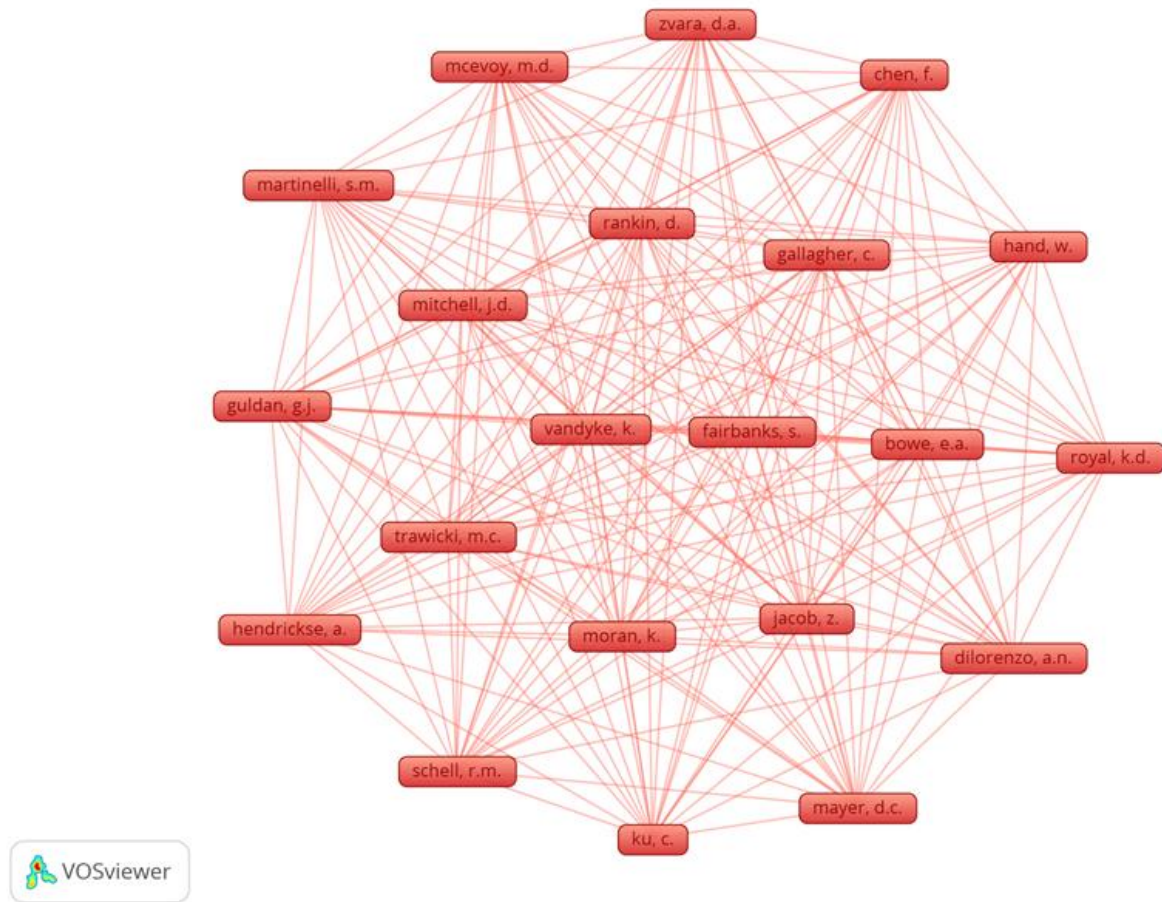 zvara, d.a.
mcevoy, m.d.
chen, f.
martinelli, s.m.
rankin, d.
hand, w.
gallagher, c.
mitchell, j.d.
guldan, g.j.
vandyke, k.
fairbanks, s.
bowe, e.a.
royal, k.d.
trawicki, m.c.
jacob, z.
hendrickse, a.
moran, k.
dilorenzo, a.n.
schell, r.m.
mayer, d.c.
ku, c.
VOSviewer